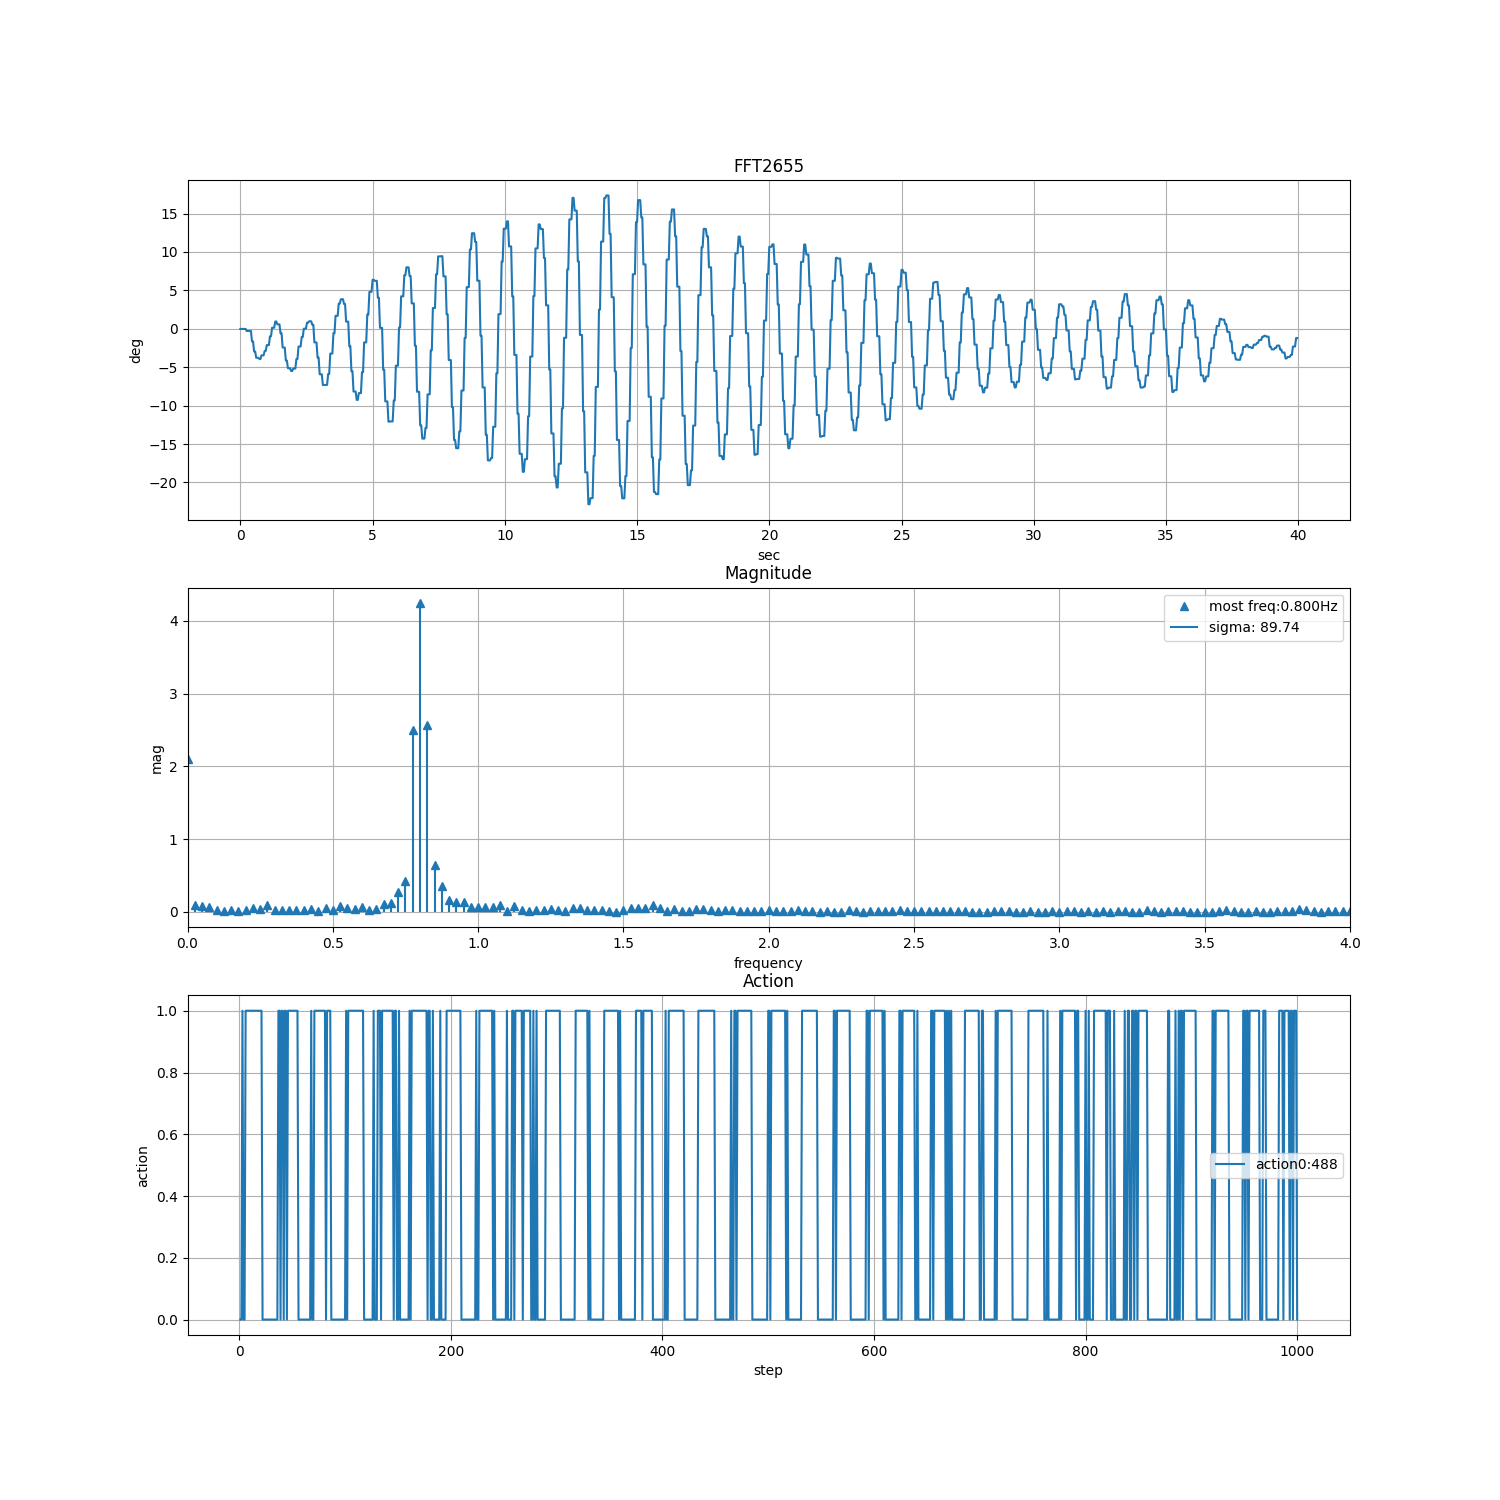 FFT2655
15
10
5
0
−5
−10
−15
−20
deg
0 5 10 15 20 25 30 35 40
sec
Magnitude
most freq:0.800Hz
sigma: 89.74
4
3
2
1
0
mag
0.0 0.5 1.0 1.5 2.0 2.5 3.0 3.5 4.0
frequency
Action
1.0
0.8
0.6
0.4
0.2
0.0
action
action0:488
0 200 400 600 800 1000
step